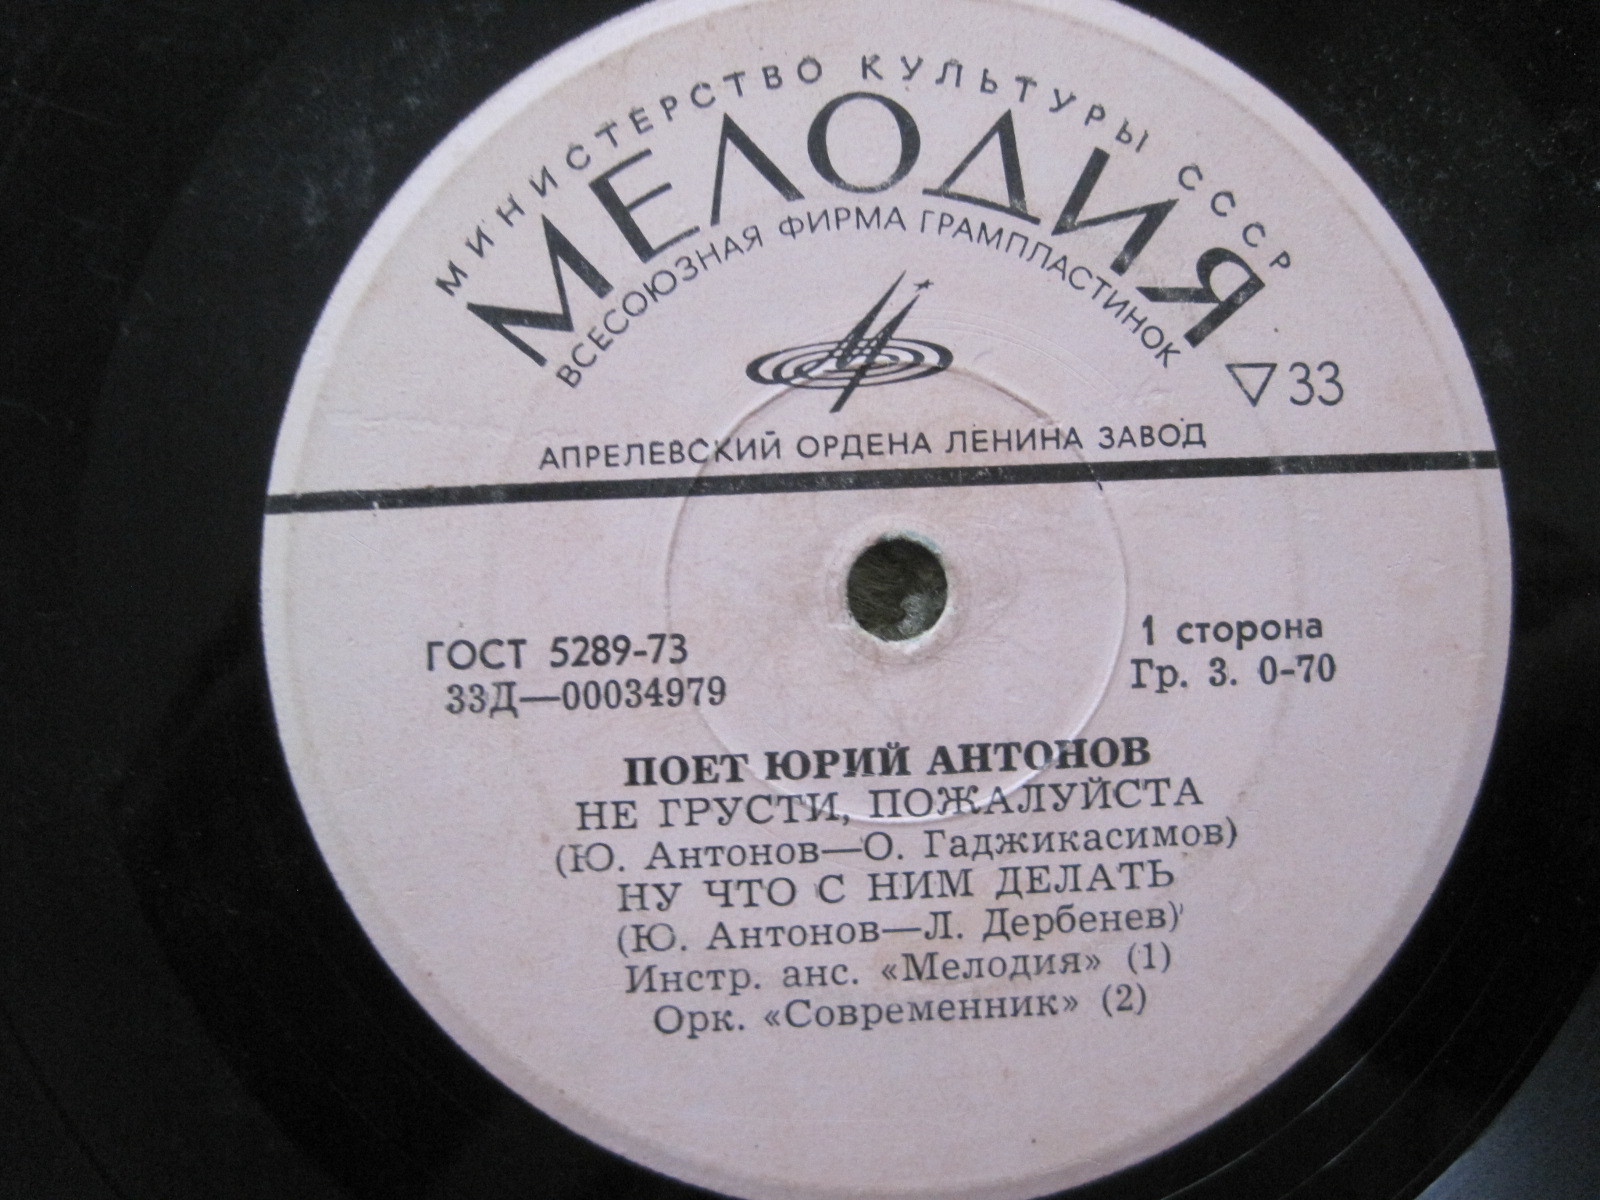 МИНИСТЕРСТВО КУЛЬТУРЫ СССР
МЕЛОДИЯ
ВСЕСОЮЗНАЯ ФИРМА ГРАМПЛАСТИНОК
▽33
АПРЕЛЕВСКИЙ ОРДЕНА ЛЕНИНА ЗАВОД
ГОСТ 5289-73
33Д—00034979
1 сторона
Гр. 3. 0-70
ПОЕТ ЮРИЙ АНТОНОВ
НЕ ГРУСТИ, ПОЖАЛУЙСТА
(Ю. Антонов—О. Гаджикасимов)
НУ ЧТО С НИМ ДЕЛАТЬ
(Ю. Антонов—Л. Дербенев)
Инстр. анс. «Мелодия» (1)
Орк. «Современник» (2)